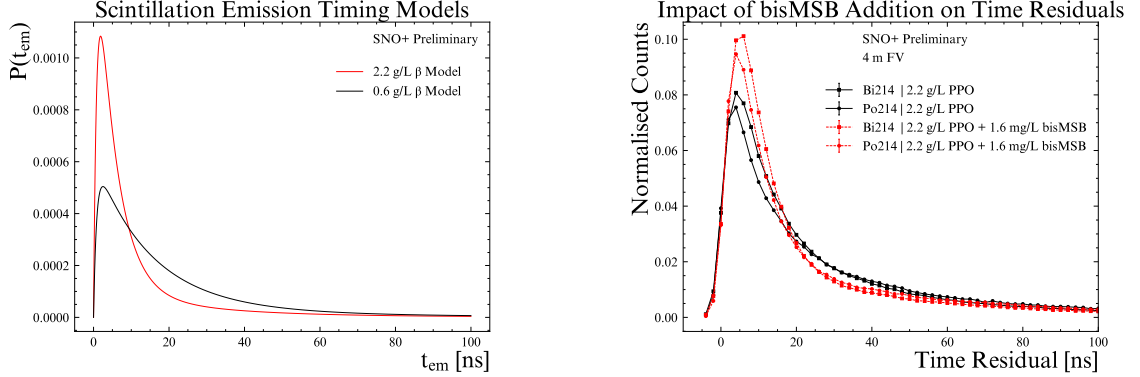 Scintillation Emission Timing Models
P(t_em)
0.0010
0.0008
0.0006
0.0004
0.0002
0.0000
SNO+ Preliminary
2.2 g/L β Model
0.6 g/L β Model
0 20 40 60 80 100
t_em [ns]
Impact of bisMSB Addition on Time Residuals
Normalised Counts
0.10
0.08
0.06
0.04
0.02
0.00
SNO+ Preliminary
4 m FV
Bi214 | 2.2 g/L PPO
Po214 | 2.2 g/L PPO
Bi214 | 2.2 g/L PPO + 1.6 mg/L bisMSB
Po214 | 2.2 g/L PPO + 1.6 mg/L bisMSB
0 20 40 60 80 100
Time Residual [ns]